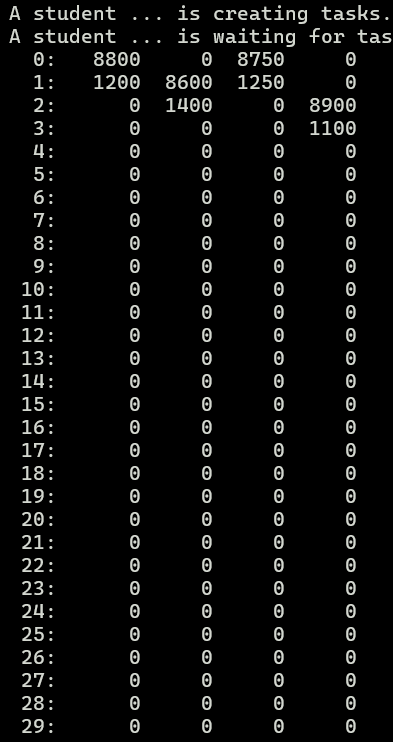 A student ... is creating tasks.
A student ... is waiting for tas
0: 8800 0 8750 0
1: 1200 8600 1250 0
2: 0 1400 0 8900
3: 0 0 0 1100
4: 0 0 0 0
5: 0 0 0 0
6: 0 0 0 0
7: 0 0 0 0
8: 0 0 0 0
9: 0 0 0 0
10: 0 0 0 0
11: 0 0 0 0
12: 0 0 0 0
13: 0 0 0 0
14: 0 0 0 0
15: 0 0 0 0
16: 0 0 0 0
17: 0 0 0 0
18: 0 0 0 0
19: 0 0 0 0
20: 0 0 0 0
21: 0 0 0 0
22: 0 0 0 0
23: 0 0 0 0
24: 0 0 0 0
25: 0 0 0 0
26: 0 0 0 0
27: 0 0 0 0
28: 0 0 0 0
29: 0 0 0 0